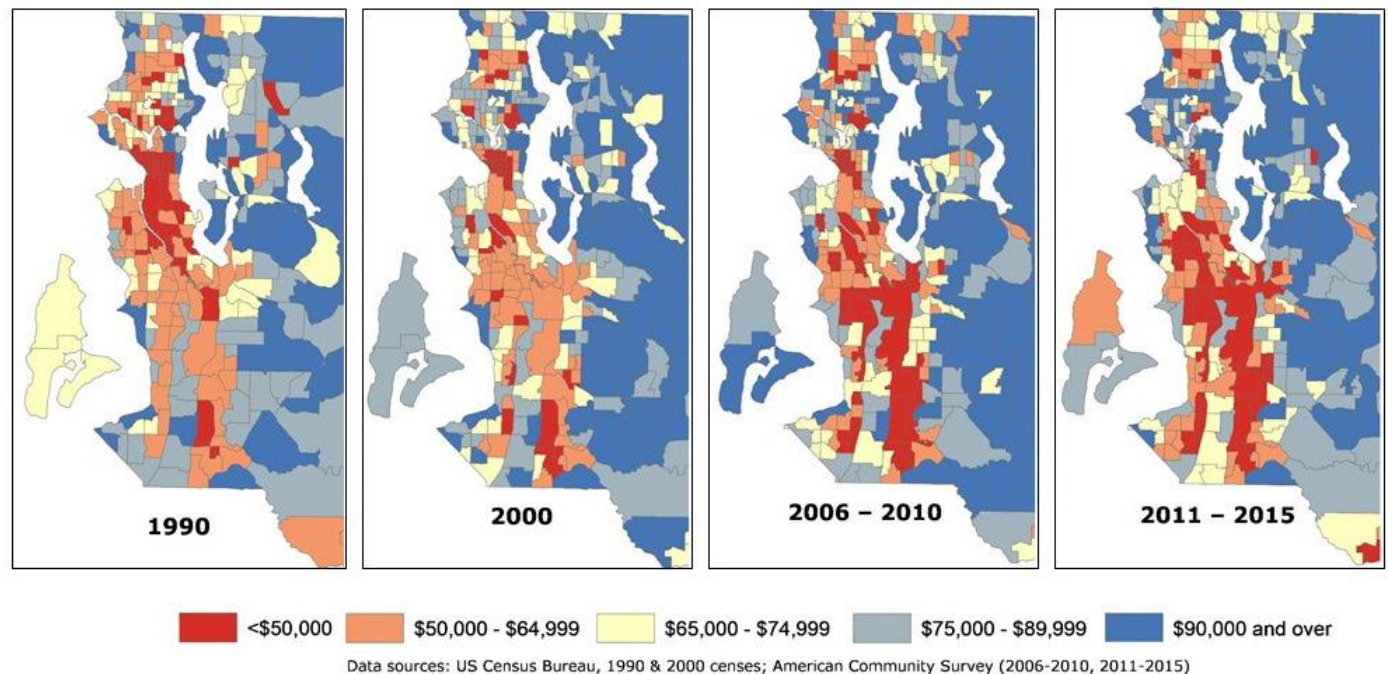 1990
2000
2006 – 2010
2011 – 2015
<$50,000
$50,000 - $64,999
$65,000 - $74,999
$75,000 - $89,999
$90,000 and over
Data sources: US Census Bureau, 1990 & 2000 censes; American Community Survey (2006-2010, 2011-2015)